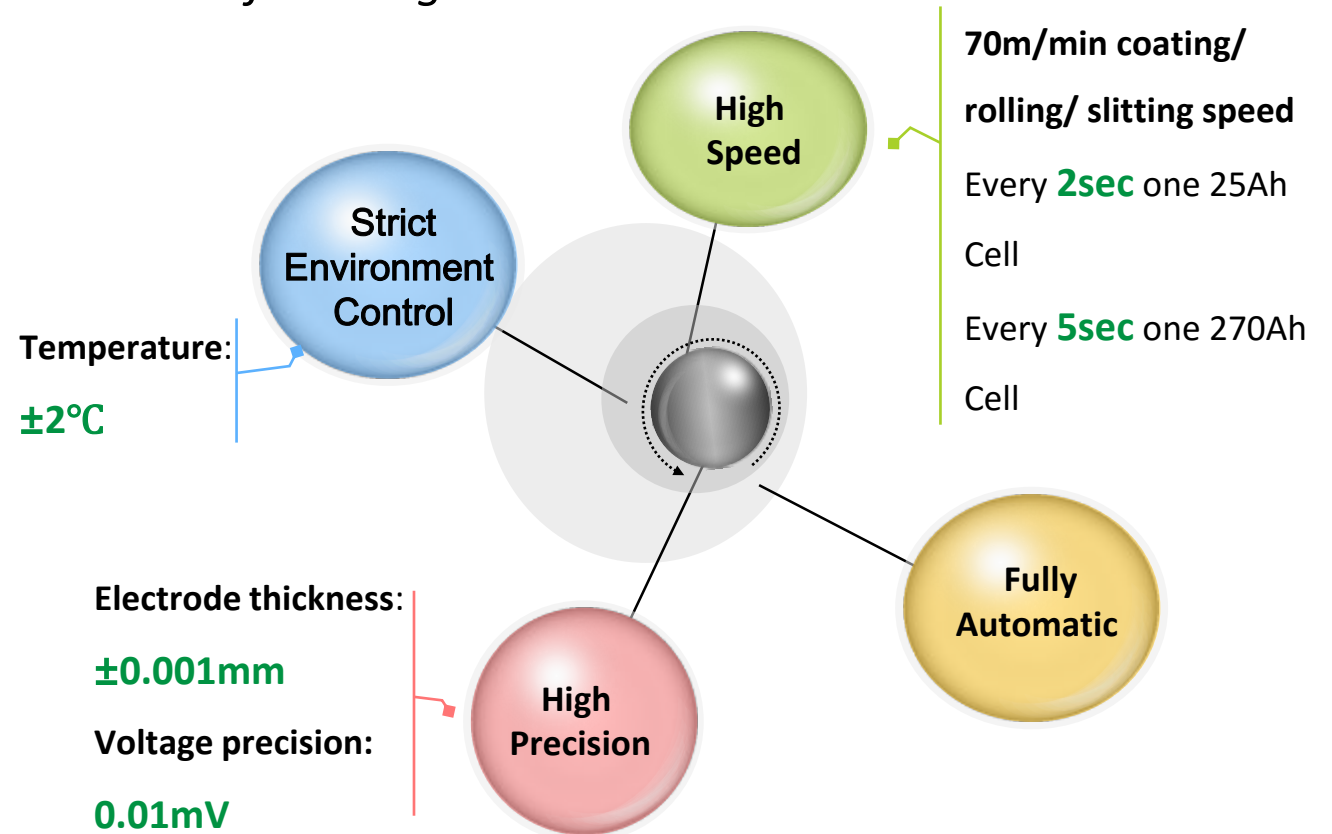 High
Speed
70m/min coating/
rolling/ slitting speed
Every 2sec one 25Ah
Cell
Every 5sec one 270Ah
Cell
Strict
Environment
Control
Temperature:
±2℃
Fully
Automatic
High
Precision
Electrode thickness:
±0.001mm
Voltage precision:
0.01mV